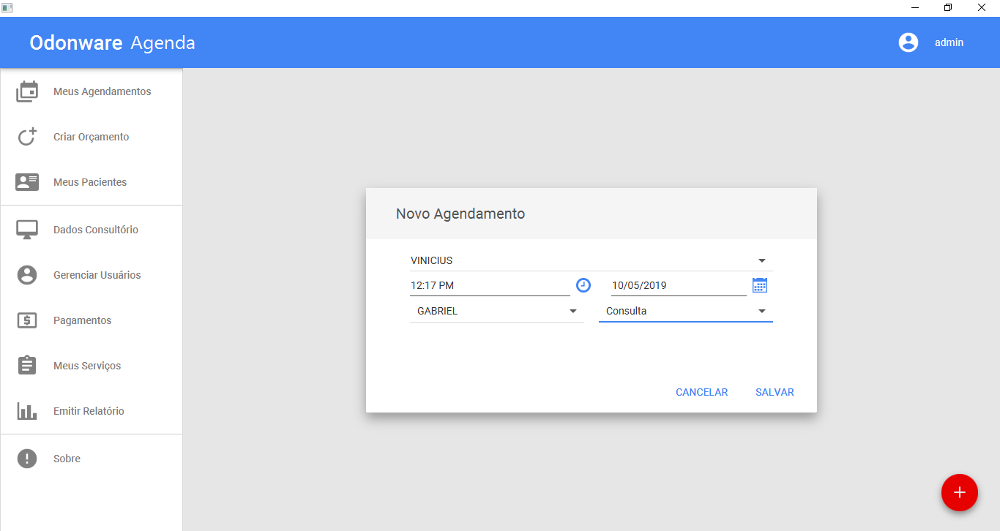 Odonware Agenda
admin
Meus Agendamentos
Criar Orçamento
Meus Pacientes
Dados Consultório
Gerenciar Usuários
Pagamentos
Meus Serviços
Emitir Relatório
Sobre
Novo Agendamento
VINICIUS
12:17 PM 10/05/2019
GABRIEL Consulta
CANCELAR SALVAR